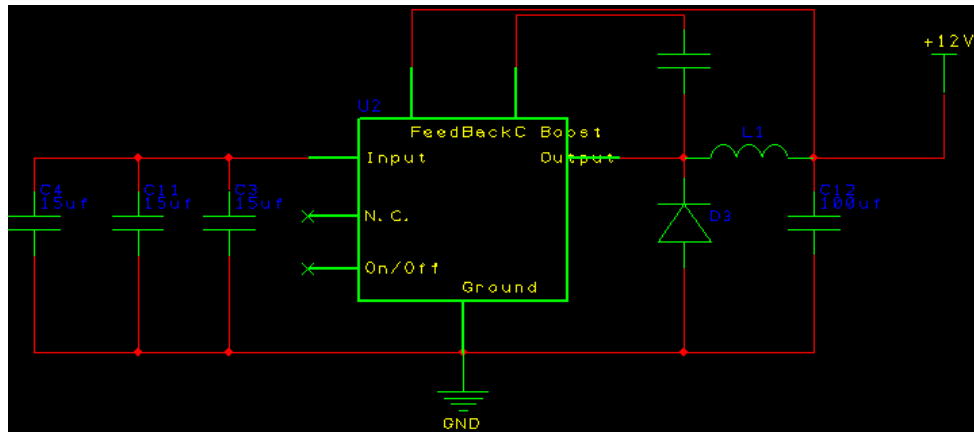 +12V
U2
FeedBack C Boost
L1
Input
Output
C4
15uf
C11
15uf
C3
15uf
N.C.
D3
C12
100uf
On/Off
Ground
GND